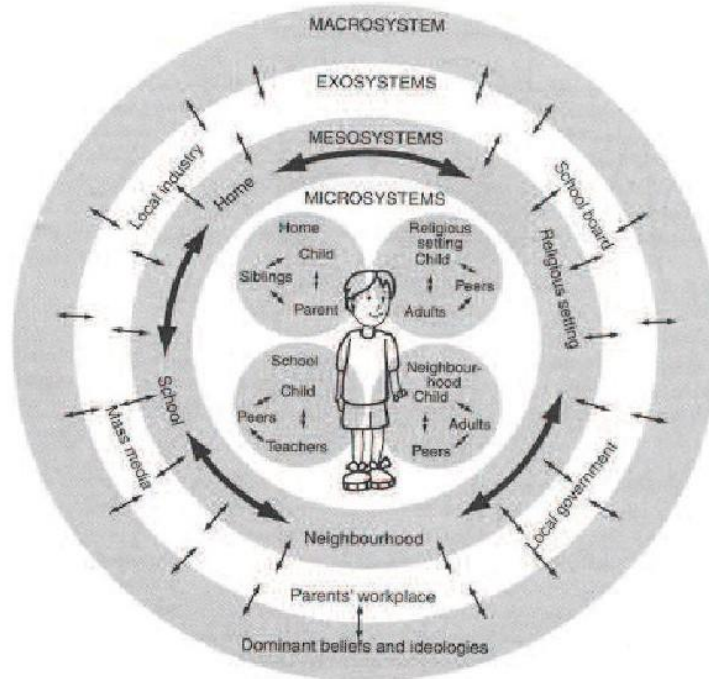 MACROSYSTEM
EXOSYSTEMS
MESOSYSTEMS
MICROSYSTEMS
Local industry
Home
School board
Religious setting
Home
Child
Siblings
Parent
Religious
setting
Child
Peers
Adults
School
Child
Peers
Teachers
Neighbour-
hood
Child
Adults
Peers
School
Mass media
Local government
Neighbourhood
Parents' workplace
Dominant beliefs and ideologies